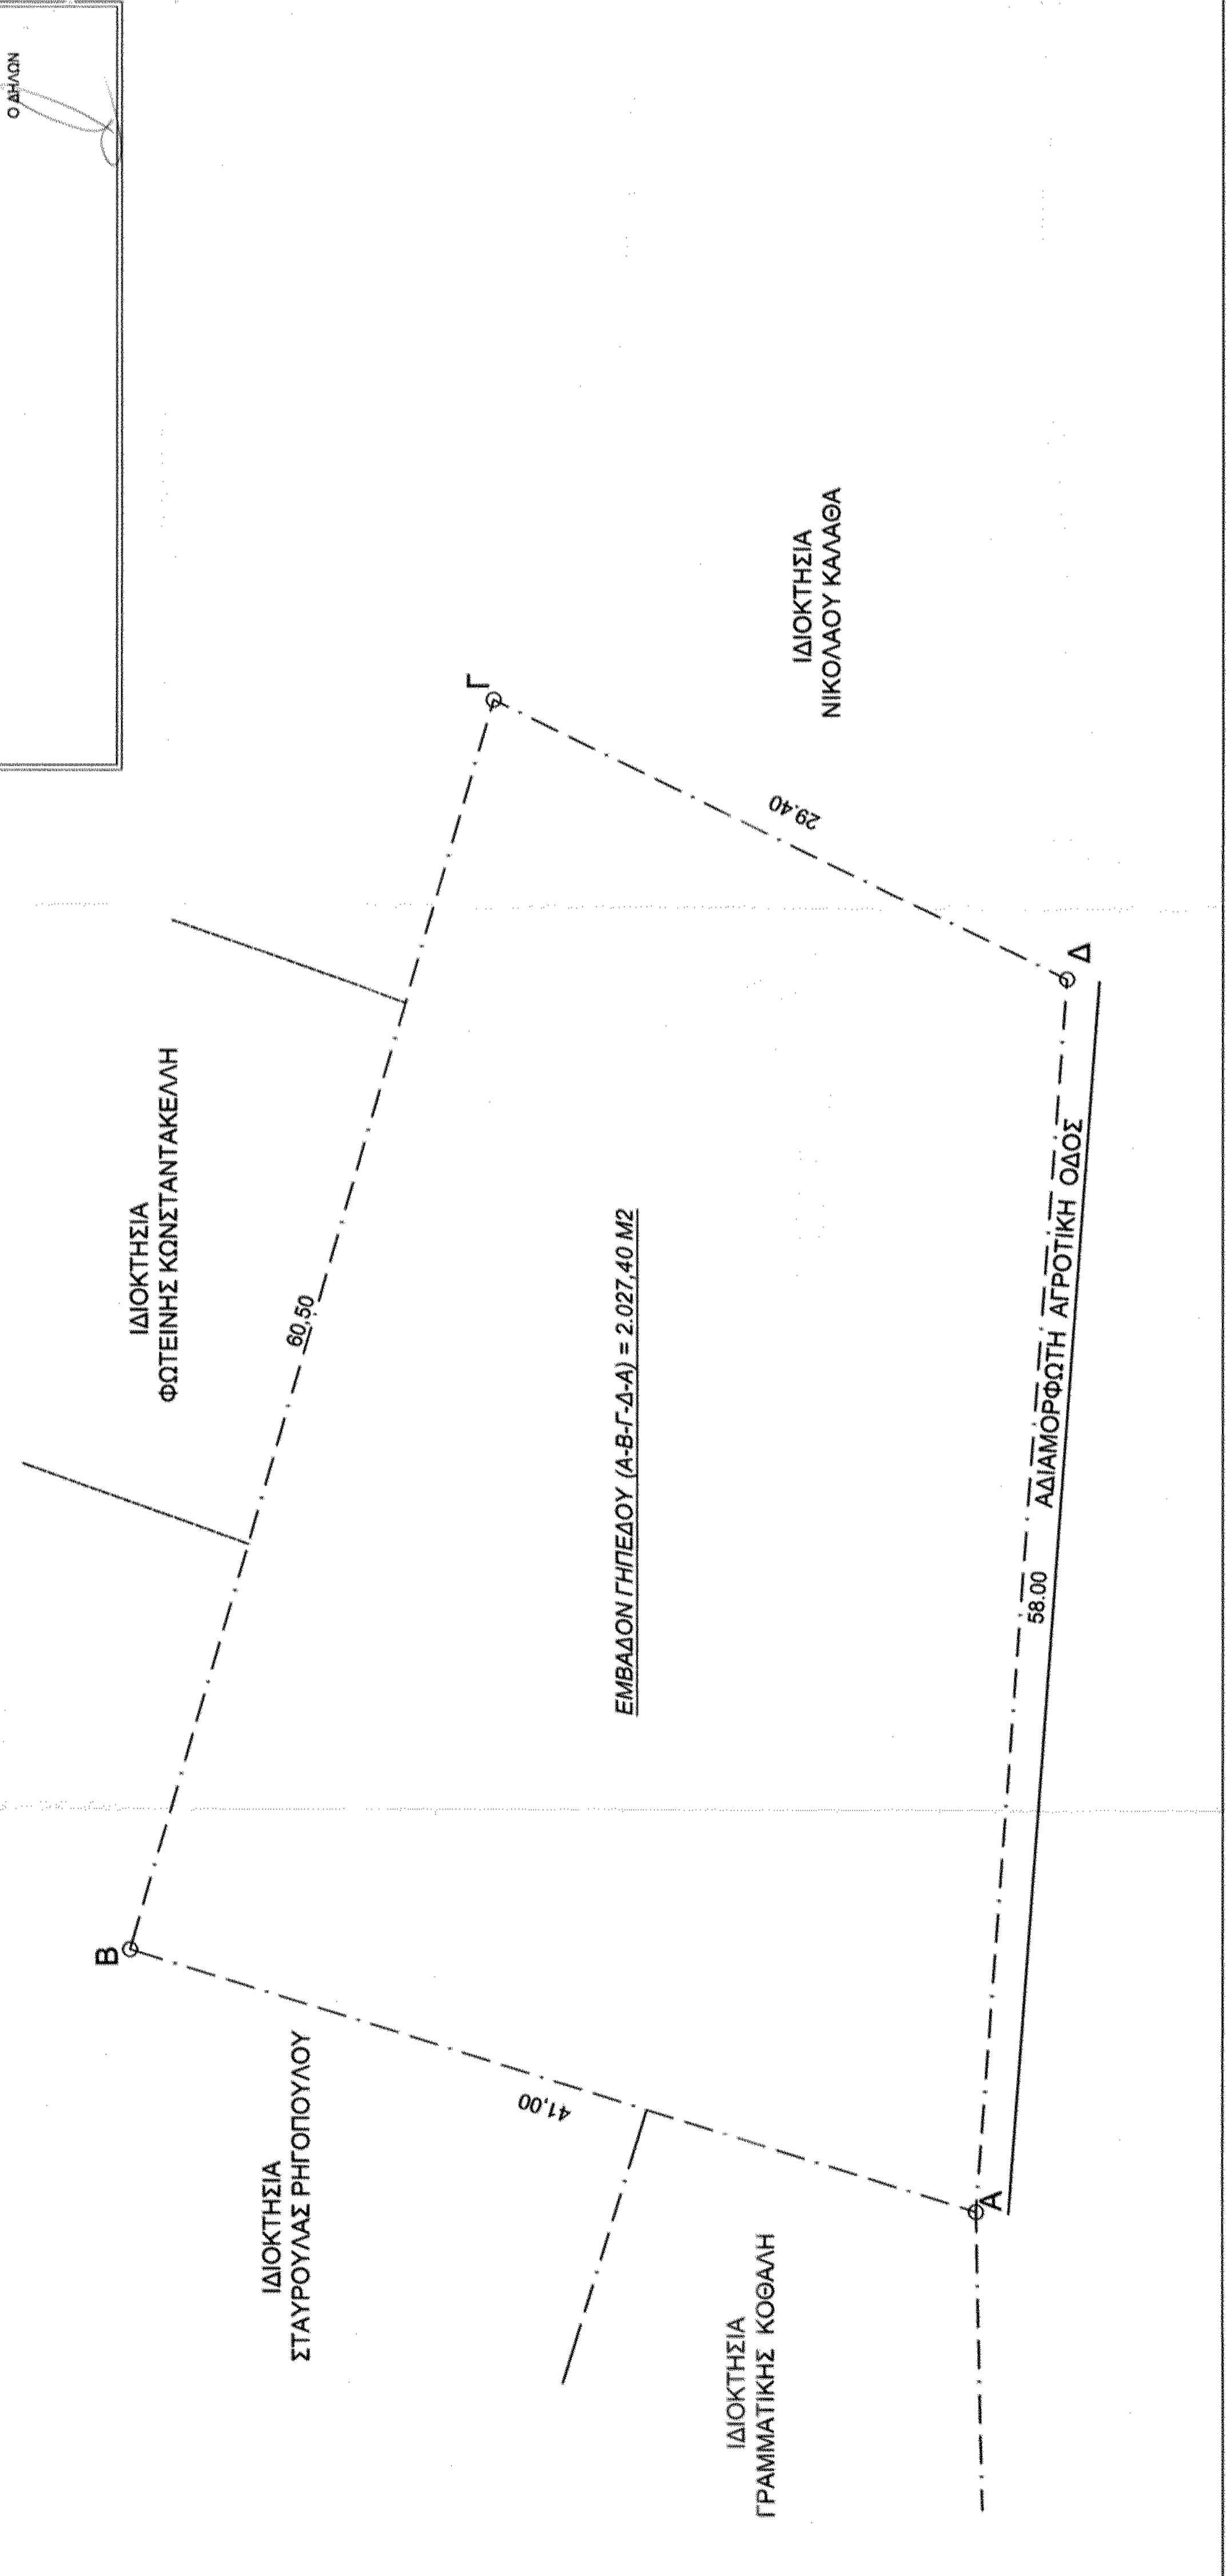 Ο ΔΗΛΩΝ
ΙΔΙΟΚΤΗΣΙΑ
ΣΤΑΥΡΟΥΛΑΣ ΡΗΓΟΠΟΥΛΟΥ
Β
ΙΔΙΟΚΤΗΣΙΑ
ΦΩΤΕΙΝΗΣ ΚΩΝΣΤΑΝΤΑΚΕΛΛΗ
60,50
Γ
41,00
ΕΜΒΑΔΟΝ ΓΗΠΕΔΟΥ (Α-Β-Γ-Δ-Α) = 2.027,40 Μ2
29.40
ΙΔΙΟΚΤΗΣΙΑ
ΝΙΚΟΛΑΟΥ ΚΑΛΑΘΑ
ΙΔΙΟΚΤΗΣΙΑ
ΓΡΑΜΜΑΤΙΚΗΣ ΚΟΘΑΛΗ
Α
58.00
ΑΔΙΑΜΟΡΦΩΤΗ ΑΓΡΟΤΙΚΗ ΟΔΟΣ
Δ